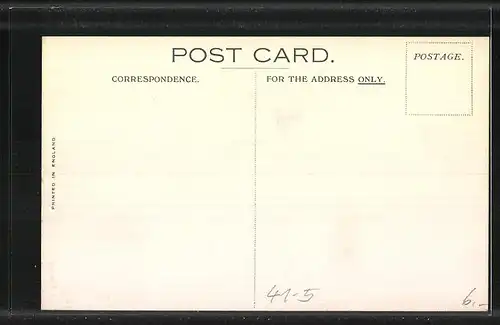 POST CARD.
POSTAGE.
CORRESPONDENCE.
FOR THE ADDRESS ONLY.
PRINTED IN ENGLAND
41-5
6.-